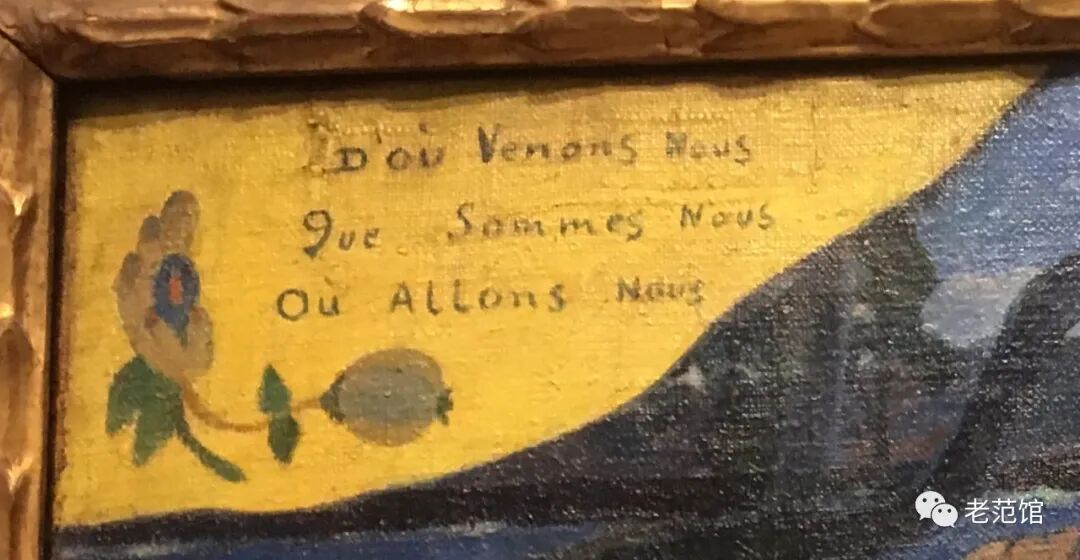 D'où Venons Nous
Que Sommes Nous
Où Allons Nous
老范馆